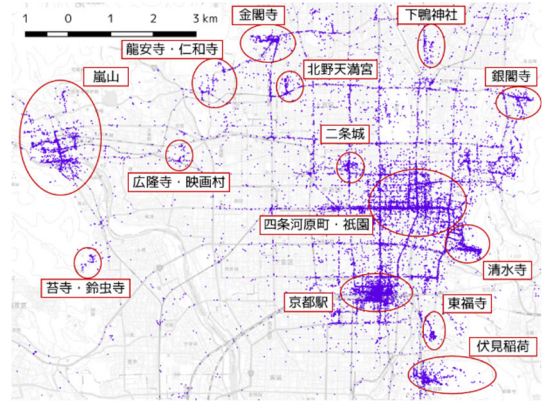 1 0 1 2 3 km
金閣寺
下鴨神社
龍安寺・仁和寺
北野天満宮
嵐山
銀閣寺
二条城
広隆寺・映画村
四条河原町・祇園
清水寺
苔寺・鈴虫寺
京都駅
東福寺
伏見稲荷